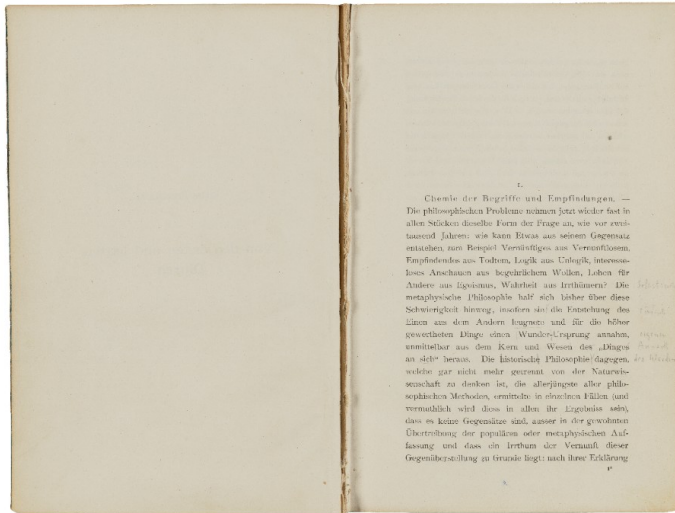 1.
Chemie der Begriffe und Empfindungen. —
Die philosophischen Probleme nehmen jetzt wieder fast in
allen Stücken dieselbe Form der Frage an, wie vor zwei-
tausend Jahren: wie kann Etwas aus seinem Gegensatz
entstehen, zum Beispiel Vernünftiges aus Vernunftlosem,
Empfindendes aus Todtem, Logik aus Unlogik, interesse-
loses Anschauen aus begehrlichem Wollen, Leben für
Andere aus Egoismus, Wahrheit aus Irrthümern? Die
metaphysische Philosophie half sich bisher über diese
Schwierigkeit hinweg, insofern sie die Entstehung des
Einen aus dem Andern leugnete und für die höher
gewertheten Dinge einen Wunder-Ursprung annahm,
unmittelbar aus dem Kern und Wesen des „Dinges
an sich“ heraus. Die historische Philosophie dagegen,
welche gar nicht mehr getrennt von der Naturwis-
senschaft zu denken ist, die allerjüngste aller philo-
sophischen Methoden, ermittelte in einzelnen Fällen (und
vermuthlich wird diess in allen ihr Ergebniss sein),
dass es keine Gegensätze sind, ausser in der gewohnten
Übertreibung der populären oder metaphysischen Auf-
fassung und dass ein Irrthum der Vernunft dieser
Gegenüberstellung zu Grunde liegt: nach ihrer Erklärung
1*